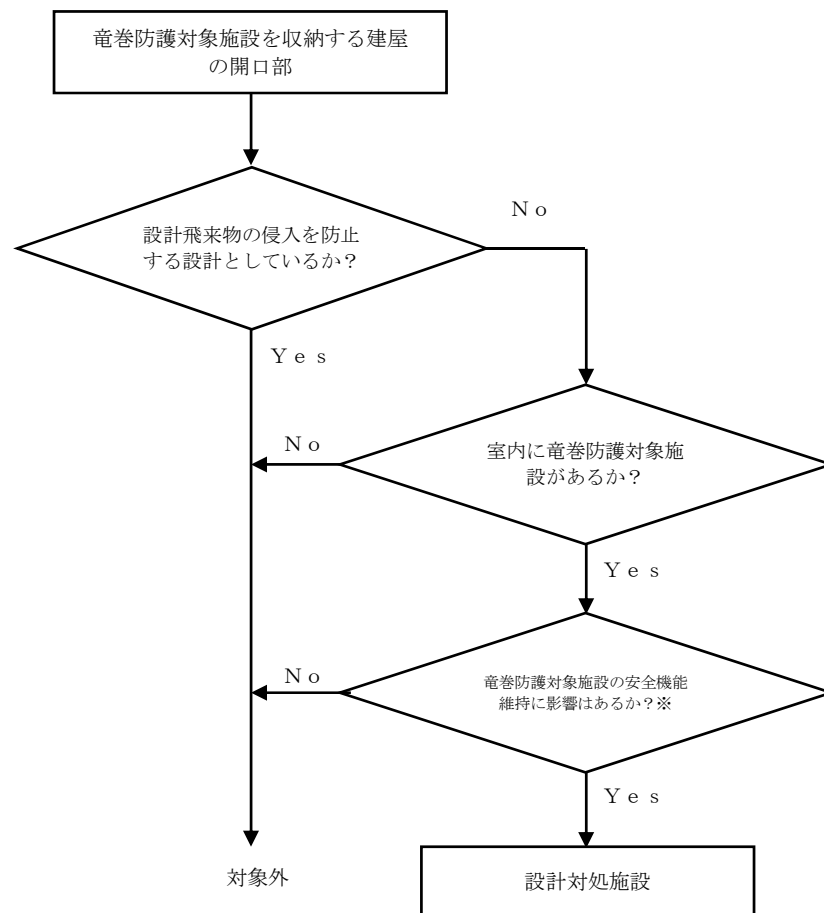 竜巻防護対象施設を収納する建屋
の開口部
設計飛来物の侵入を防止
する設計としているか？
Ｎｏ
Ｙｅｓ
室内に竜巻防護対象施
設があるか？
Ｎｏ
Ｙｅｓ
竜巻防護対象施設の安全機能
維持に影響はあるか？※
Ｎｏ
Ｙｅｓ
対象外
設計対処施設